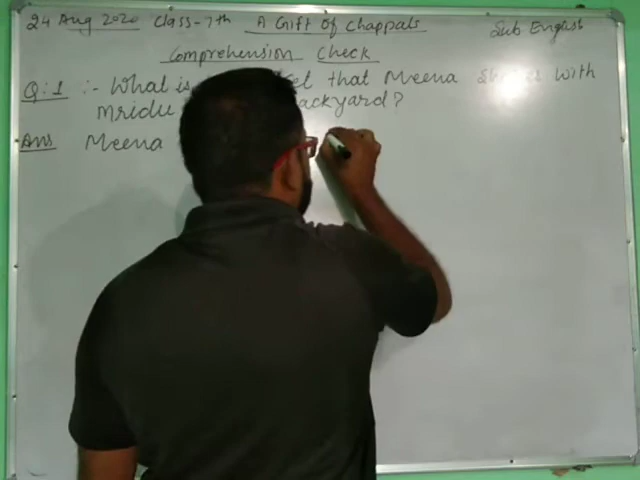 24 Aug 2020 Class-7th A Gift Of Chappals Sub English
Comprehension Check
Q:1 :- What is that Meena with
Mridu backyard?
Ans Meena